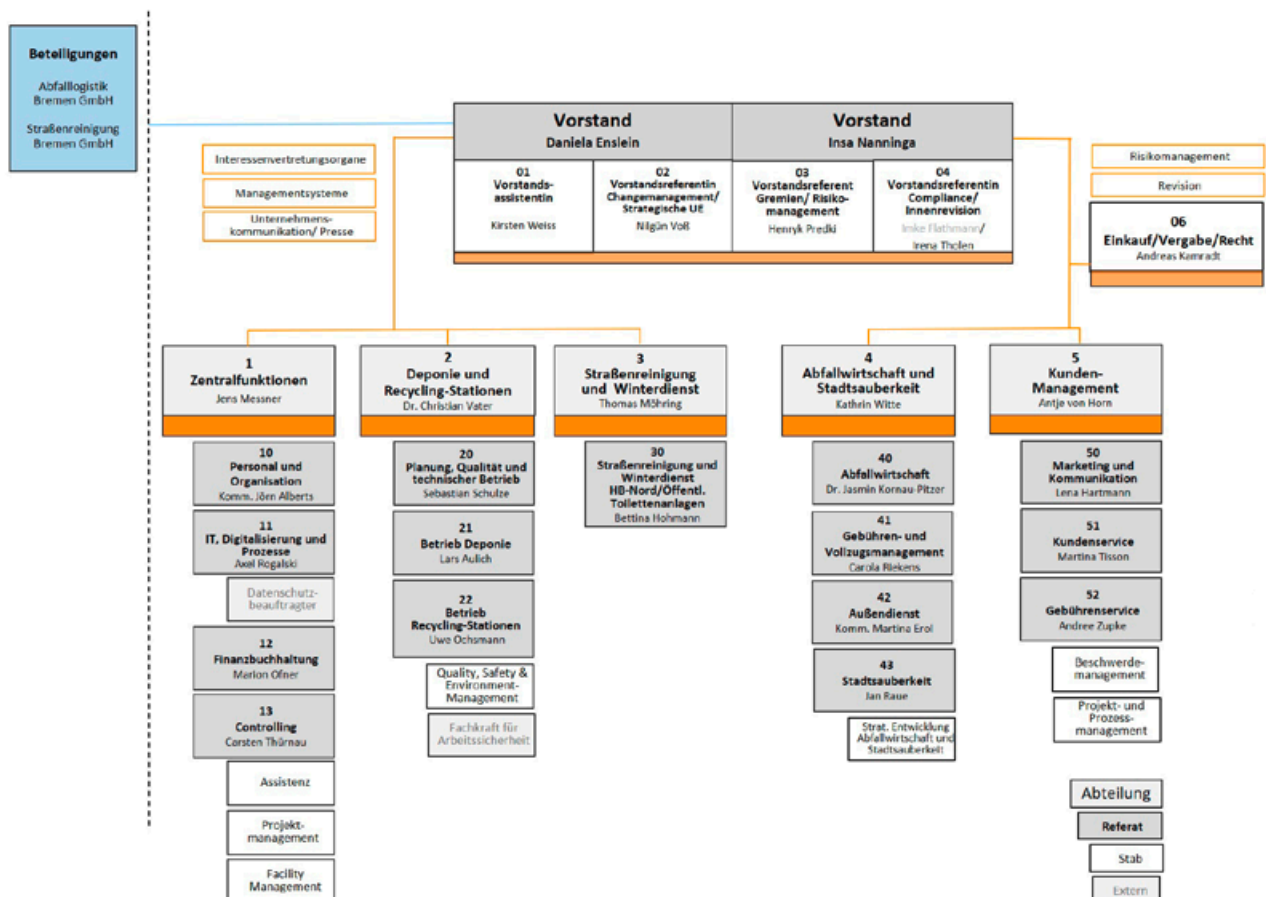 Beteiligungen
Abfalllogistik
Bremen GmbH
Straßenreinigung
Bremen GmbH
Interessenvertretungsorgane
Managementsysteme
Unternehmens-
kommunikation/ Presse
Vorstand
Daniela Enslein
Vorstand
Insa Nanninga
01
Vorstands-
assistentin
Kirsten Weiss
02
Vorstandsreferentin
Changemanagement/
Strategische UE
Nilgün Voß
03
Vorstandsreferent
Gremien/ Risiko-
management
Henryk Predki
04
Vorstandsreferentin
Compliance/
Innenrevision
Imke Flathmann/
Irena Tholen
Risikomanagement
Revision
06
Einkauf/Vergabe/Recht
Andreas Kamradt
1
Zentralfunktionen
Jens Messner
10
Personal und
Organisation
Komm. Jörn Alberts
11
IT, Digitalisierung und
Prozesse
Axel Rogalski
Datenschutz-
beauftragter
12
Finanzbuchhaltung
Marion Ofner
13
Controlling
Carsten Thürnau
Assistenz
Projekt-
management
Facility
Management
2
Deponie und
Recycling-Stationen
Dr. Christian Vater
20
Planung, Qualität und
technischer Betrieb
Sebastian Schulze
21
Betrieb Deponie
Lars Aulich
22
Betrieb
Recycling-Stationen
Uwe Ochsmann
Quality, Safety &
Environment-
Management
Fachkraft für
Arbeitssicherheit
3
Straßenreinigung
und Winterdienst
Thomas Möhring
30
Straßenreinigung und
Winterdienst
HB-Nord/Öffentl.
Toilettenanlagen
Bettina Hohmann
4
Abfallwirtschaft und
Stadtsauberkeit
Kathrin Witte
40
Abfallwirtschaft
Dr. Jasmin Kornau-Pitzer
41
Gebühren- und
Vollzugsmanagement
Carola Riekens
42
Außendienst
Komm. Martina Erol
43
Stadtsauberkeit
Jan Raue
Strat. Entwicklung
Abfallwirtschaft und
Stadtsauberkeit
5
Kunden-
Management
Antje von Horn
50
Marketing und
Kommunikation
Lena Hartmann
51
Kundenservice
Martina Tisson
52
Gebührenservice
Andree Zupke
Beschwerde-
management
Projekt- und
Prozess-
management
Abteilung
Referat
Stab
Extern